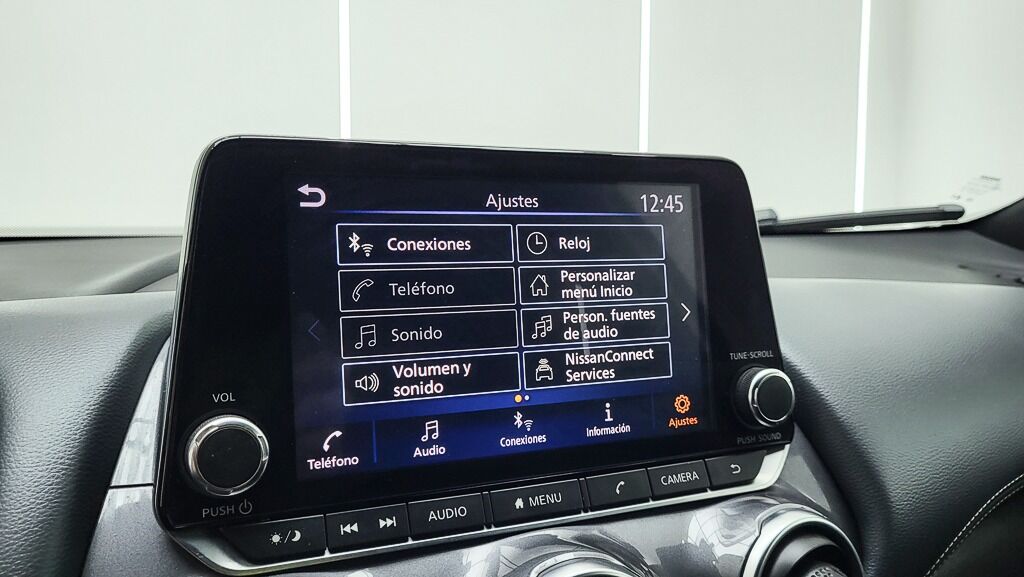 Ajustes 12:45
Conexiones
Reloj
Teléfono
Personalizar
menú Inicio
Sonido
Person. fuentes
de audio
Volumen y
sonido
NissanConnect
Services
Teléfono
Audio
Conexiones
Información
Ajustes
VOL
PUSH
TUNE·SCROLL
PUSH SOUND
AUDIO
MENU
CAMERA